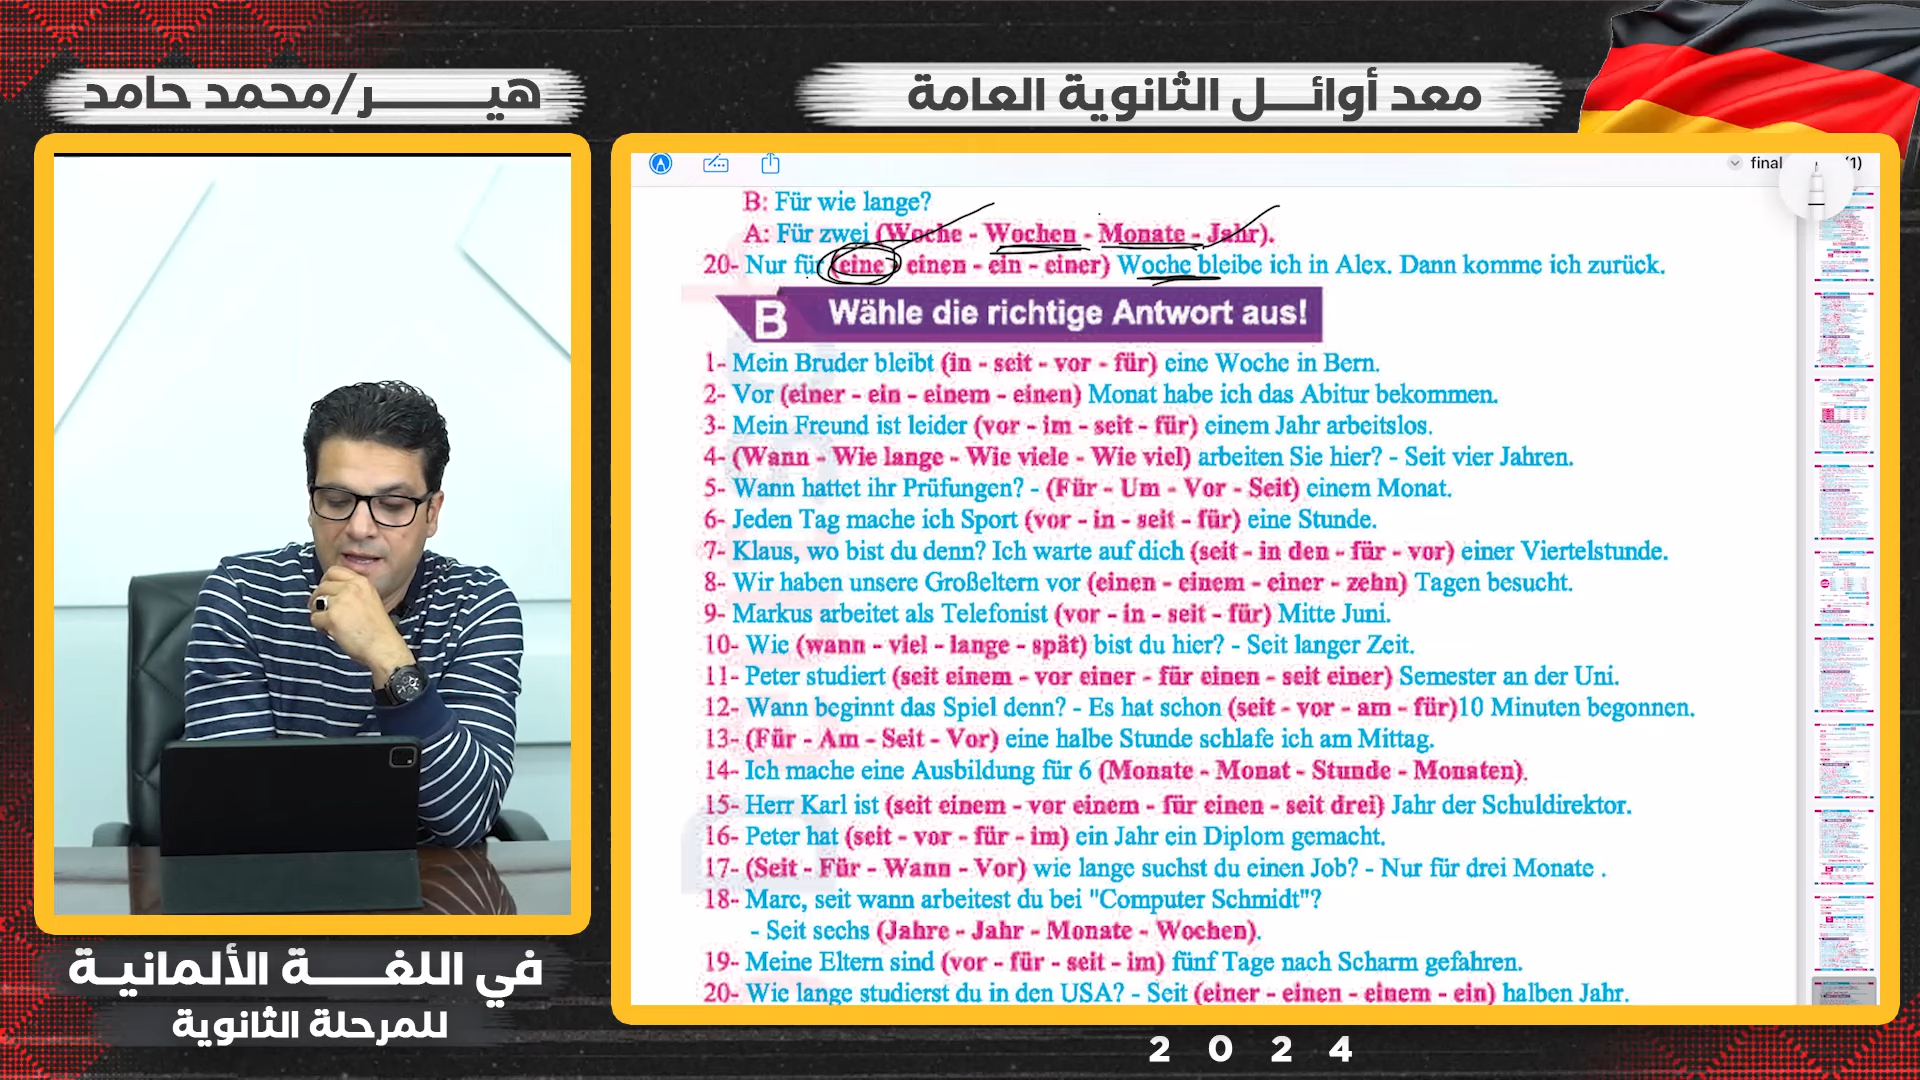 هيـــــر/محمد حامد
معد أوائـــل الثانوية العامة
final
(1)
B: Für wie lange?
A: Für zwei (Woche - Wochen - Monate - Jahr).
20- Nur für (eine - einen - ein - einer) Woche bleibe ich in Alex. Dann komme ich zurück.
B Wähle die richtige Antwort aus!
1- Mein Bruder bleibt (in - seit - vor - für) eine Woche in Bern.
2- Vor (einer - ein - einem - einen) Monat habe ich das Abitur bekommen.
3- Mein Freund ist leider (vor - im - seit - für) einem Jahr arbeitslos.
4- (Wann - Wie lange - Wie viele - Wie viel) arbeiten Sie hier? - Seit vier Jahren.
5- Wann hattet ihr Prüfungen? - (Für - Um - Vor - Seit) einem Monat.
6- Jeden Tag mache ich Sport (vor - in - seit - für) eine Stunde.
7- Klaus, wo bist du denn? Ich warte auf dich (seit - in den - für - vor) einer Viertelstunde.
8- Wir haben unsere Großeltern vor (einen - einem - einer - zehn) Tagen besucht.
9- Markus arbeitet als Telefonist (vor - in - seit - für) Mitte Juni.
10- Wie (wann - viel - lange - spät) bist du hier? - Seit langer Zeit.
11- Peter studiert (seit einem - vor einer - für einen - seit einer) Semester an der Uni.
12- Wann beginnt das Spiel denn? - Es hat schon (seit - vor - am - für)10 Minuten begonnen.
13- (Für - Am - Seit - Vor) eine halbe Stunde schlafe ich am Mittag.
14- Ich mache eine Ausbildung für 6 (Monate - Monat - Stunde - Monaten).
15- Herr Karl ist (seit einem - vor einem - für einen - seit drei) Jahr der Schuldirektor.
16- Peter hat (seit - vor - für - im) ein Jahr ein Diplom gemacht.
17- (Seit - Für - Wann - Vor) wie lange suchst du einen Job? - Nur für drei Monate .
18- Marc, seit wann arbeitest du bei "Computer Schmidt"?
- Seit sechs (Jahre - Jahr - Monate - Wochen).
19- Meine Eltern sind (vor - für - seit - im) fünf Tage nach Scharm gefahren.
20- Wie lange studierst du in den USA? - Seit (einer - einen - einem - ein) halben Jahr.
في اللغـــــة الألمانيـة
للمرحلة الثانوية
2 0 2 4